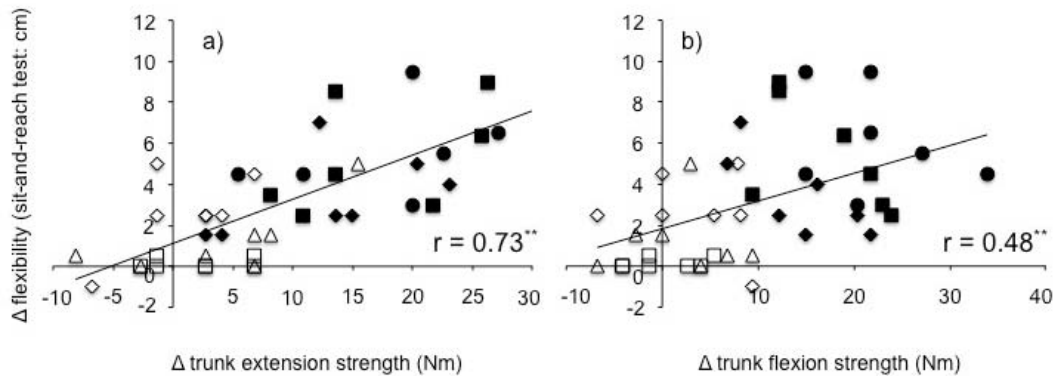 Δ flexibility (sit-and-reach test: cm)
12
10
8
6
4
2
0
-2
a)
r = 0.73**
-10 -5 5 10 15 20 25 30
Δ trunk extension strength (Nm)
12
10
8
6
4
2
0
-2
b)
r = 0.48**
-10 10 20 30 40
Δ trunk flexion strength (Nm)